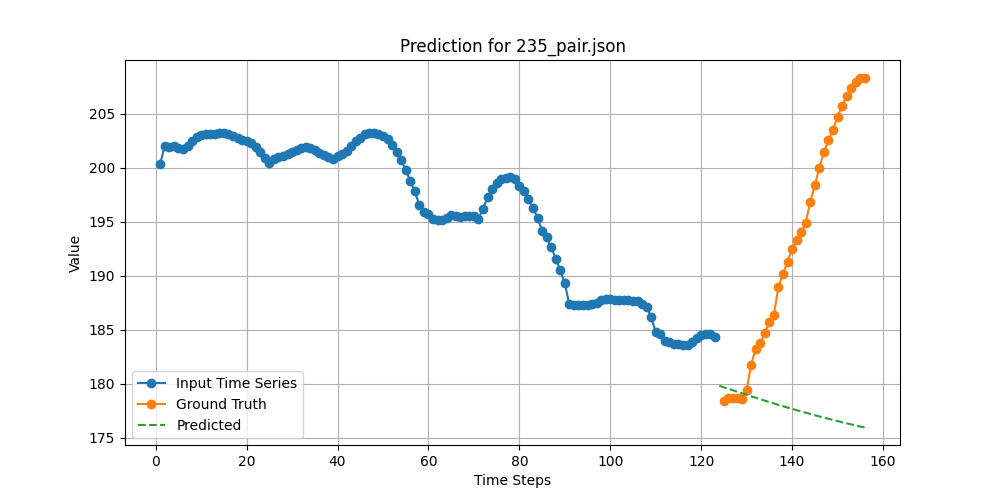 Prediction for 235_pair.json
Value
205
200
195
190
185
180
175
Input Time Series
Ground Truth
Predicted
0 20 40 60 80 100 120 140 160
Time Steps